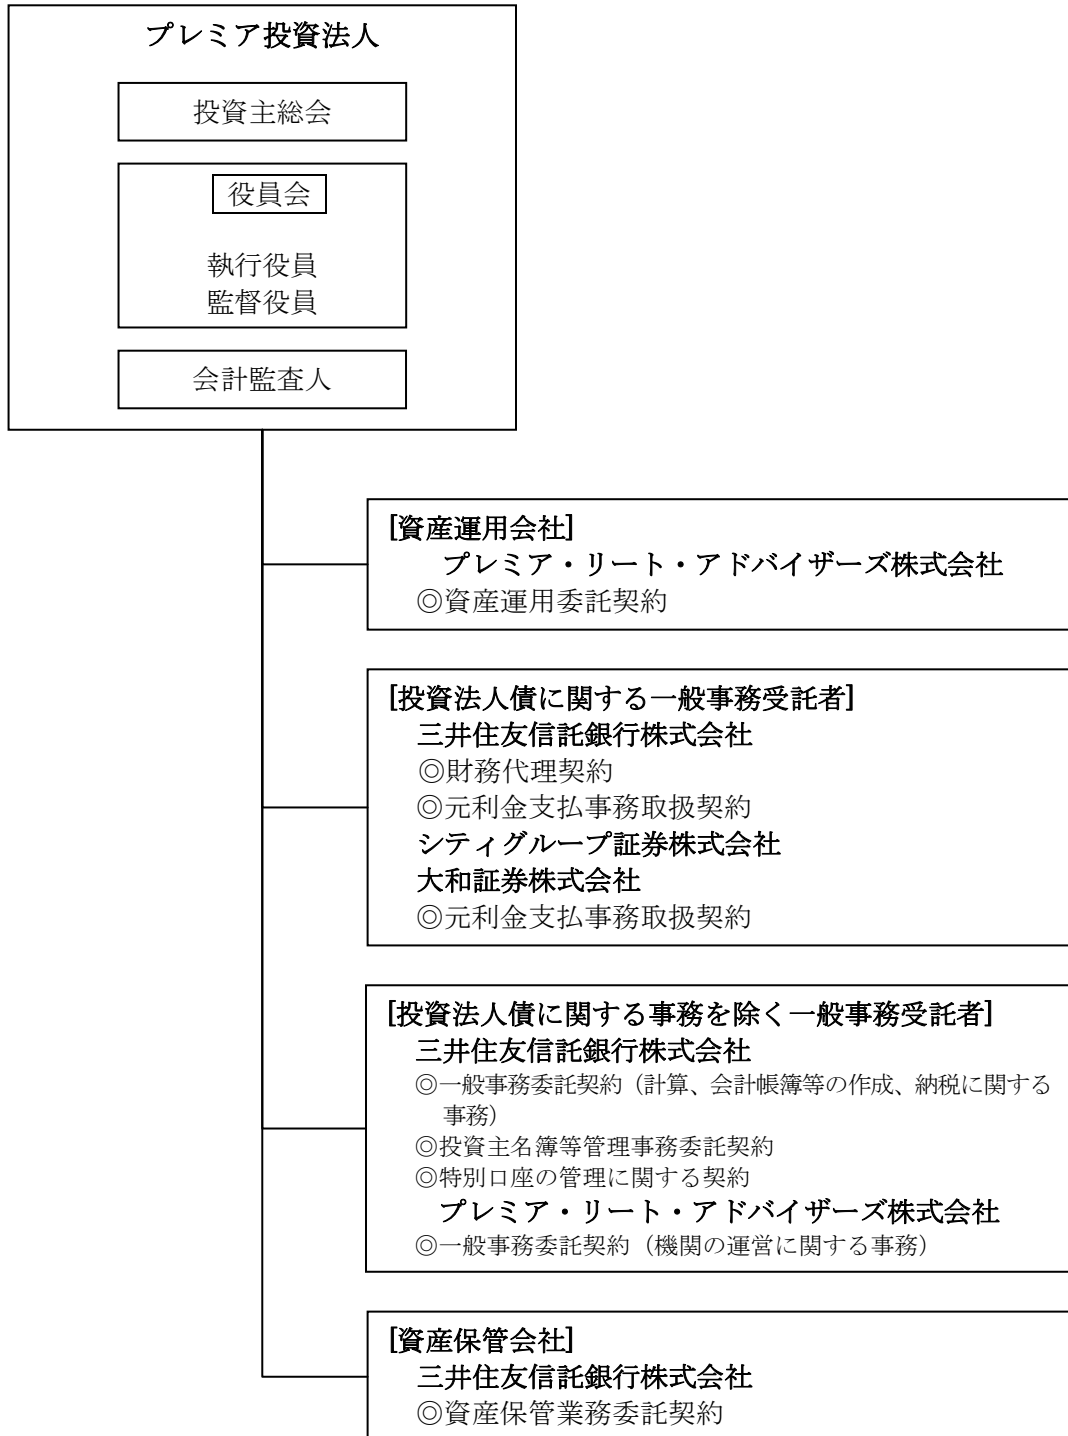 プレミア投資法人
投資主総会
役員会
執行役員
監督役員
会計監査人
[資産運用会社]
プレミア・リート・アドバイザーズ株式会社
◎資産運用委託契約
[投資法人債に関する一般事務受託者]
三井住友信託銀行株式会社
◎財務代理契約
◎元利金支払事務取扱契約
シティグループ証券株式会社
大和証券株式会社
◎元利金支払事務取扱契約
[投資法人債に関する事務を除く一般事務受託者]
三井住友信託銀行株式会社
◎一般事務委託契約（計算、会計帳簿等の作成、納税に関する
事務）
◎投資主名簿等管理事務委託契約
◎特別口座の管理に関する契約
プレミア・リート・アドバイザーズ株式会社
◎一般事務委託契約（機関の運営に関する事務）
[資産保管会社]
三井住友信託銀行株式会社
◎資産保管業務委託契約